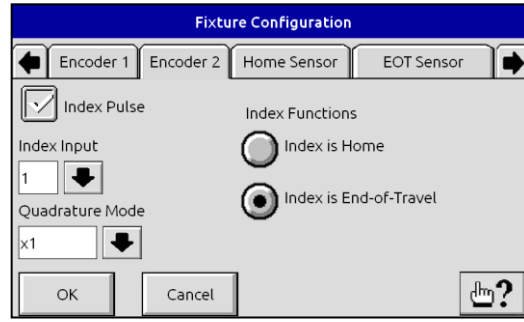 Fixture Configuration
Encoder 1 Encoder 2 Home Sensor EOT Sensor
Index Pulse
Index Functions
Index Input
Index is Home
1
Index is End-of-Travel
Quadrature Mode
x1
OK Cancel ?